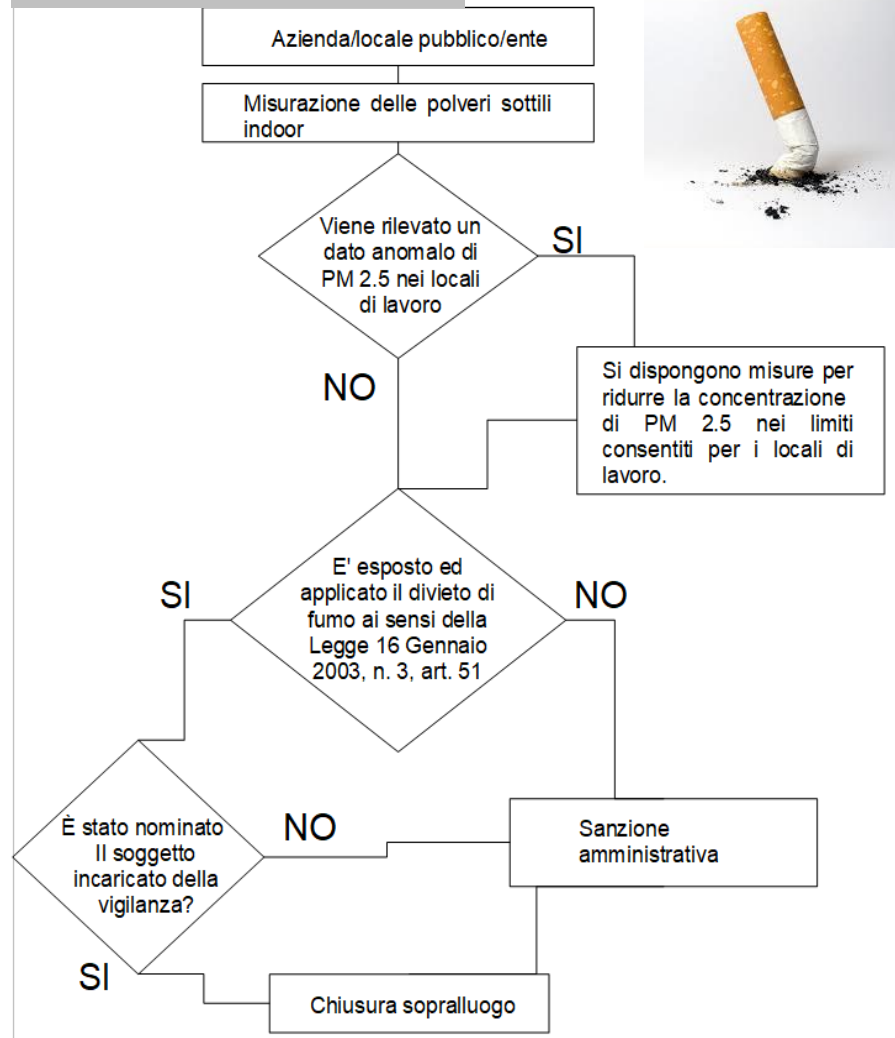 Azienda/locale pubblico/ente
Misurazione delle polveri sottili
indoor
Viene rilevato un
dato anomalo di
PM 2.5 nei locali
di lavoro
SI
NO
Si dispongono misure per
ridurre la concentrazione
di PM 2.5 nei limiti
consentiti per i locali di
lavoro.
E' esposto ed
applicato il divieto di
fumo ai sensi della
Legge 16 Gennaio
2003, n. 3, art. 51
SI
NO
È stato nominato
Il soggetto
incaricato della
vigilanza?
NO
Sanzione
amministrativa
SI
Chiusura sopralluogo